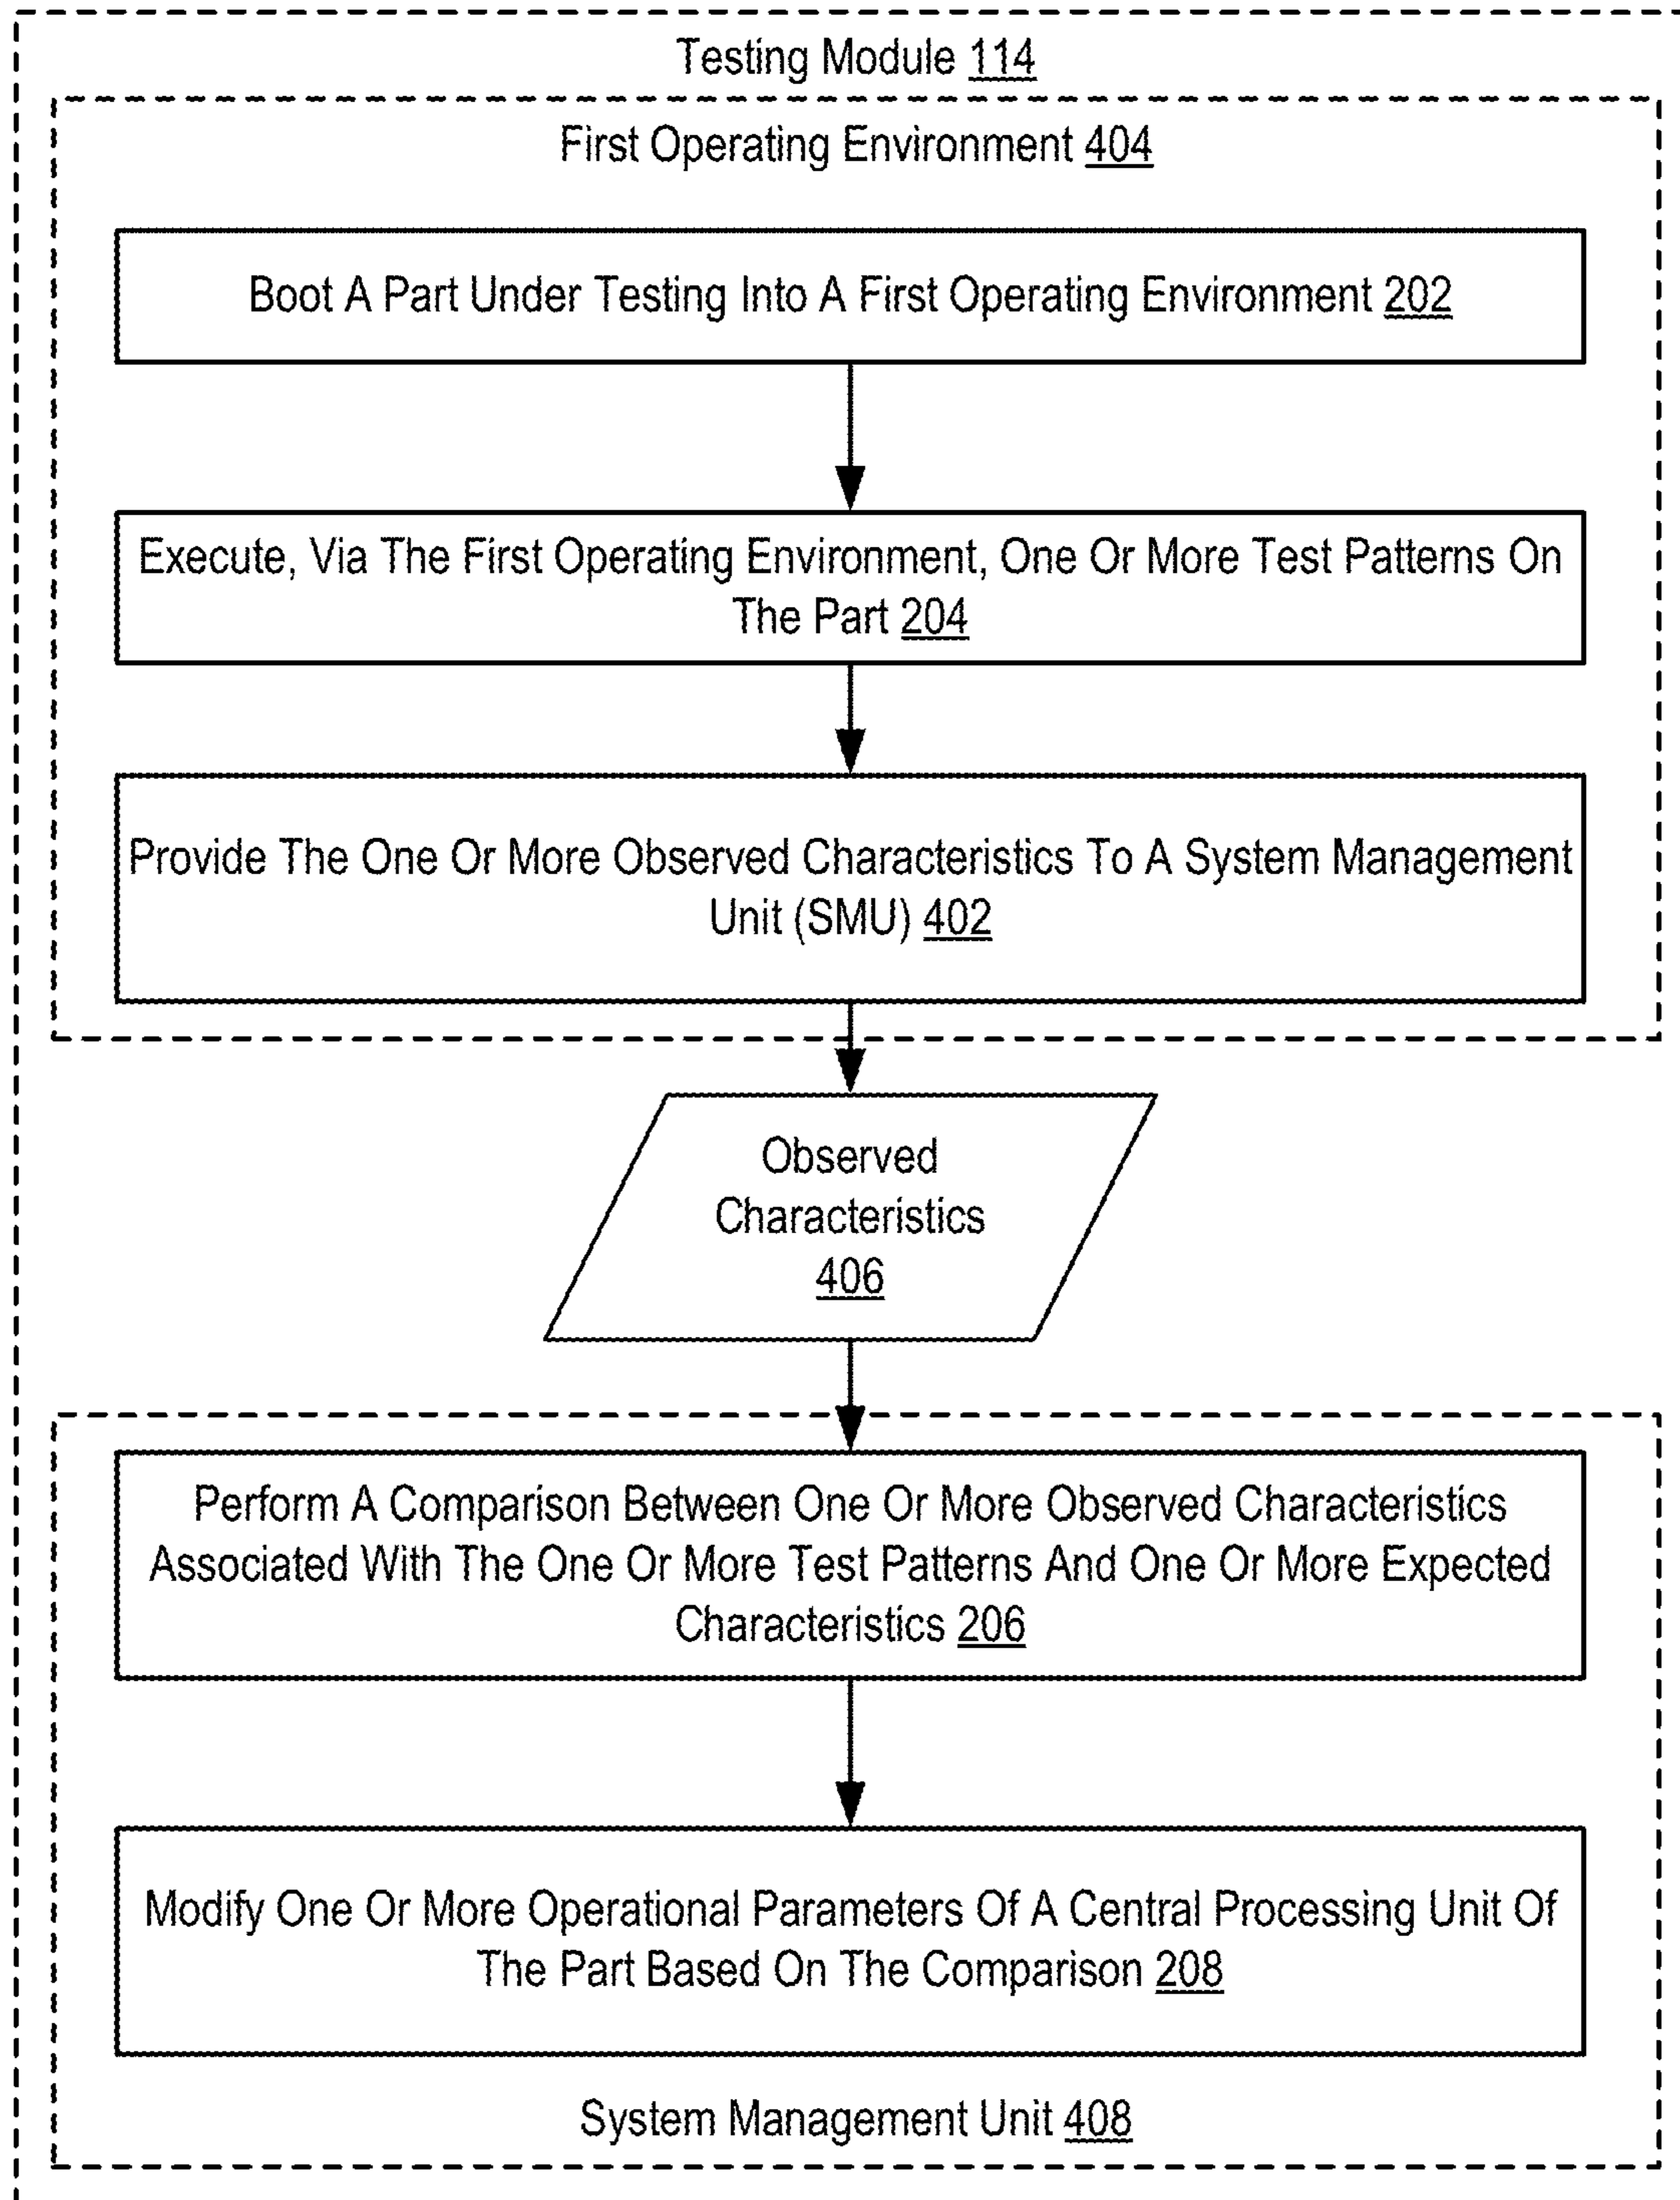 Testing Module 114
First Operating Environment 404
Boot A Part Under Testing Into A First Operating Environment 202
Execute, Via The First Operating Environment, One Or More Test Patterns On
The Part 204
Provide The One Or More Observed Characteristics To A System Management
Unit (SMU) 402
Observed
Characteristics
406
Perform A Comparison Between One Or More Observed Characteristics
Associated With The One Or More Test Patterns And One Or More Expected
Characteristics 206
Modify One Or More Operational Parameters Of A Central Processing Unit Of
The Part Based On The Comparison 208
System Management Unit 408